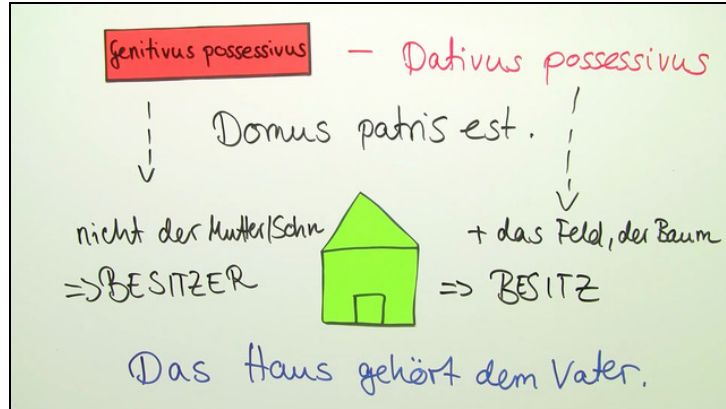 Genitivus possessivus – Dativus possessivus
Domus patris est.
nicht der Mutter/Sohn
+ das Feld, der Baum
=> BESITZER
=> BESITZ
Das Haus gehört dem Vater.